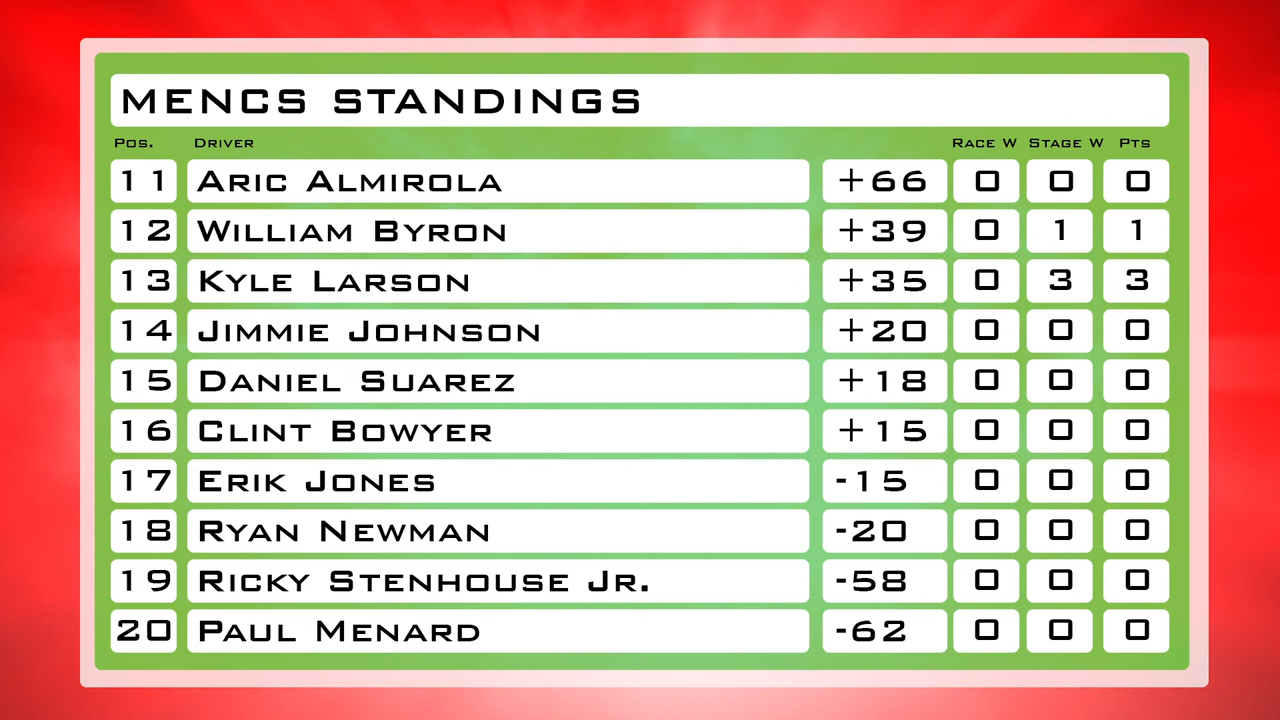 MENCS STANDINGS
POS. DRIVER RACE W STAGE W PTS
11 ARIC ALMIROLA +66 0 0 0
12 WILLIAM BYRON +39 0 1 1
13 KYLE LARSON +35 0 3 3
14 JIMMIE JOHNSON +20 0 0 0
15 DANIEL SUAREZ +18 0 0 0
16 CLINT BOWYER +15 0 0 0
17 ERIK JONES -15 0 0 0
18 RYAN NEWMAN -20 0 0 0
19 RICKY STENHOUSE JR. -58 0 0 0
20 PAUL MENARD -62 0 0 0